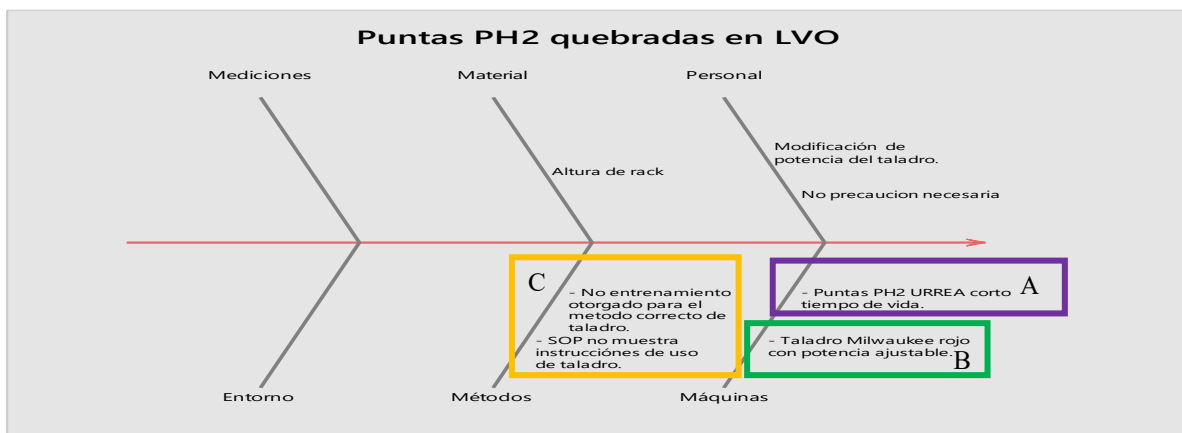 Puntas PH2 quebradas en LVO
Mediciones
Material
Personal
Modificación de
potencia del taladro.
Altura de rack
No precaucion necesaria
C
- No entrenamiento
otorgado para el
metodo correcto de
taladro.
- SOP no muestra
instrucciónes de uso
de taladro.
- Puntas PH2 URREA corto
tiempo de vida.
A
- Taladro Milwaukee rojo
con potencia ajustable.
B
Entorno
Métodos
Máquinas